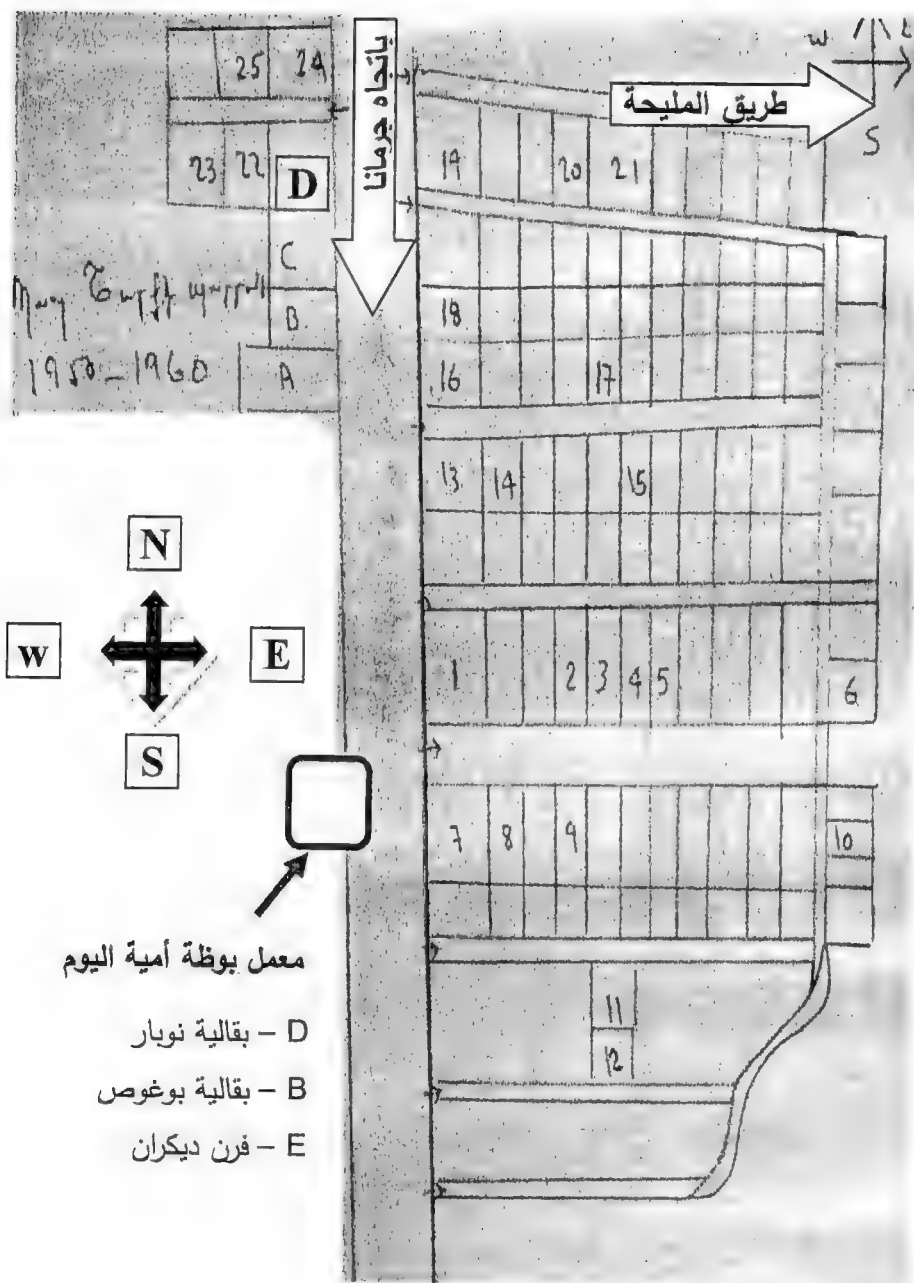 25 24
باتجاه جرمانا
W
طريق المليحة
S
23 22 D
19 20 21
C
B
18
1950-1960
A
16 17
13 14 15
N
W E
S
1 2 3 4 5 6
7 8 9 10
معمل بوظة أمية اليوم
11
12
D – بقالية نوبار
B – بقالية بوغوص
E – فرن ديكران